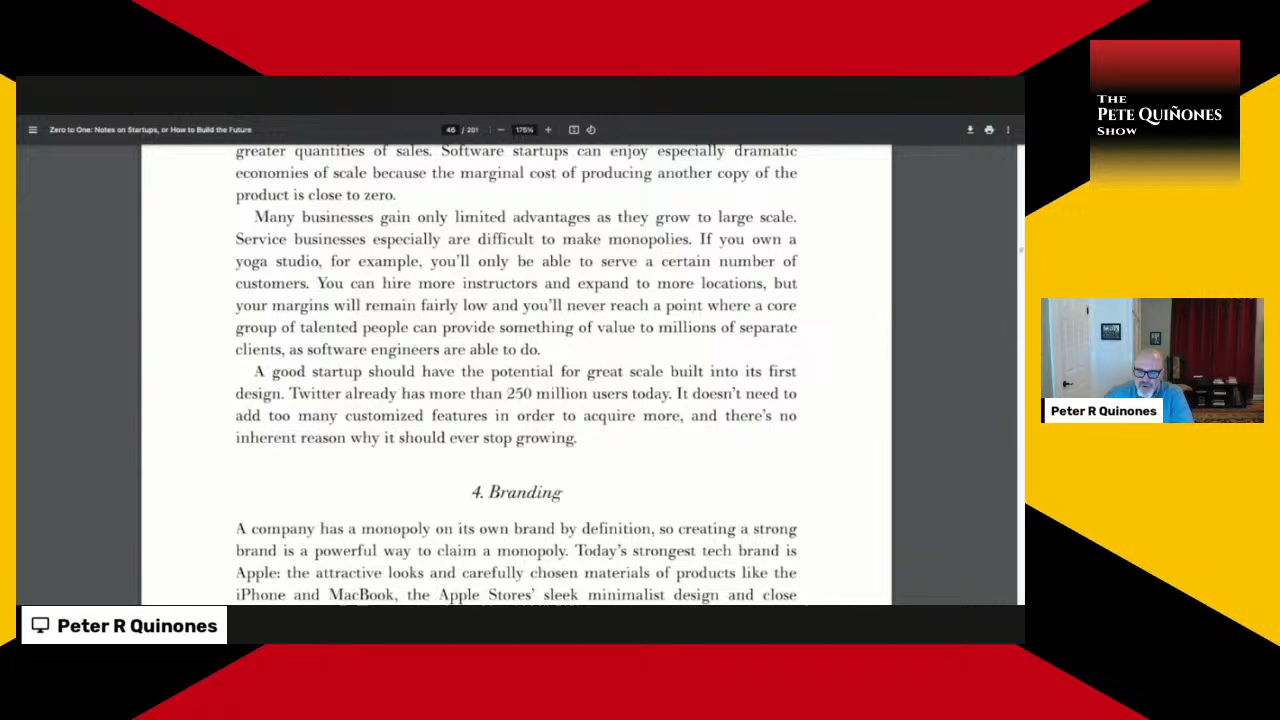 THE
PETE QUIÑONES
SHOW
Zero to One: Notes on Startups, or How to Build the Future
46 / 201
175%
greater quantities of sales. Software startups can enjoy especially dramatic
economies of scale because the marginal cost of producing another copy of the
product is close to zero.
Many businesses gain only limited advantages as they grow to large scale.
Service businesses especially are difficult to make monopolies. If you own a
yoga studio, for example, you'll only be able to serve a certain number of
customers. You can hire more instructors and expand to more locations, but
your margins will remain fairly low and you'll never reach a point where a core
group of talented people can provide something of value to millions of separate
clients, as software engineers are able to do.
A good startup should have the potential for great scale built into its first
design. Twitter already has more than 250 million users today. It doesn't need to
add too many customized features in order to acquire more, and there's no
inherent reason why it should ever stop growing.
4. Branding
A company has a monopoly on its own brand by definition, so creating a strong
brand is a powerful way to claim a monopoly. Today's strongest tech brand is
Apple: the attractive looks and carefully chosen materials of products like the
iPhone and MacBook, the Apple Stores' sleek minimalist design and close
Peter R Quinones
Peter R Quinones